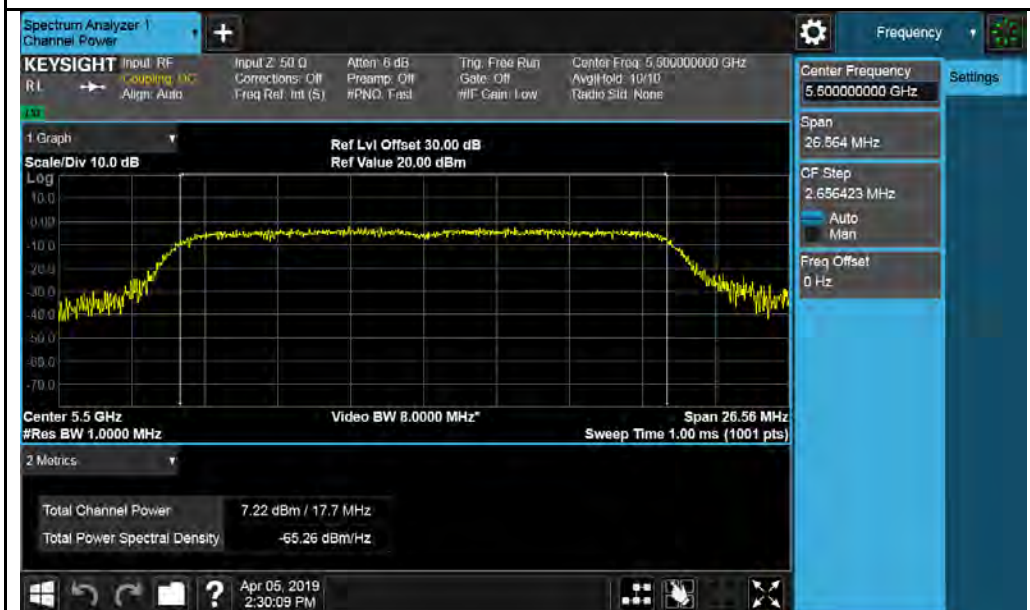 Spectrum Analyzer 1
Channel Power
Frequency
KEYSIGHT Input: RF Input Z: 50 Ω Atten: 6 dB Trig: Free Run Center Freq: 5.500000000 GHz
RL Coupling: DC Corrections: Off Preamp: Off Gate: Off Avg|Hold: 10/10
Align: Auto Freq Ref: Int (S) #PNO: Fast #IF Gain: Low Radio Std: None
Center Frequency
5.500000000 GHz
Settings
Span
26.564 MHz
CF Step
2.656423 MHz
Auto
Man
Freq Offset
0 Hz
1 Graph
Ref Lvl Offset 30.00 dB
Scale/Div 10.0 dB Ref Value 20.00 dBm
Log
10.0
0.00
-10.0
-20.0
-30.0
-40.0
-50.0
-60.0
-70.0
Center 5.5 GHz Video BW 8.0000 MHz* Span 26.56 MHz
#Res BW 1.0000 MHz Sweep Time 1.00 ms (1001 pts)
2 Metrics
Total Channel Power 7.22 dBm / 17.7 MHz
Total Power Spectral Density -65.26 dBm/Hz
Apr 05, 2019
2:30:09 PM